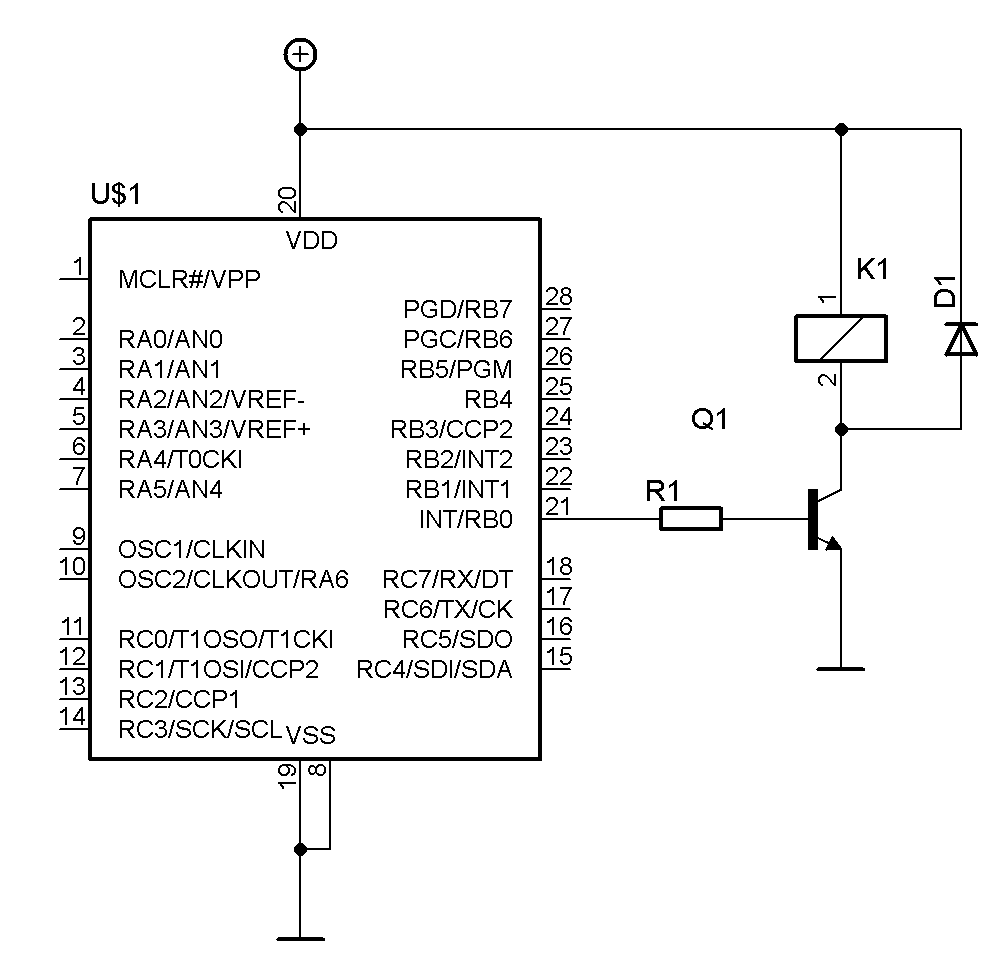 U$1
20
VDD
1 MCLR#/VPP
PGD/RB7 28
2 RA0/AN0 PGC/RB6 27
3 RA1/AN1 RB5/PGM 26
4 RA2/AN2/VREF- RB4 25
5 RA3/AN3/VREF+ RB3/CCP2 24
6 RA4/T0CKI RB2/INT2 23
7 RA5/AN4 RB1/INT1 22
INT/RB0 21
9 OSC1/CLKIN
10 OSC2/CLKOUT/RA6 RC7/RX/DT 18
RC6/TX/CK 17
11 RC0/T1OSO/T1CKI RC5/SDO 16
12 RC1/T1OSI/CCP2 RC4/SDI/SDA 15
13 RC2/CCP1
14 RC3/SCK/SCL VSS
19 8
K1
1
2
D1
Q1
R1